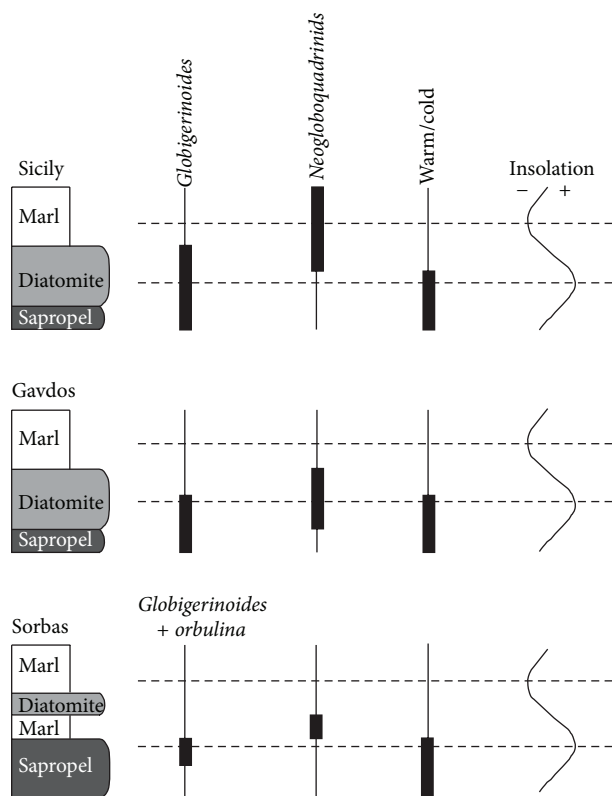 Globigerinoides
Neogloboquadrinids
Warm/cold
Sicily
Insolation
− +
Marl
Diatomite
Sapropel
Gavdos
Marl
Diatomite
Sapropel
Sorbas
Globigerinoides
+ orbulina
Marl
Diatomite
Marl
Sapropel